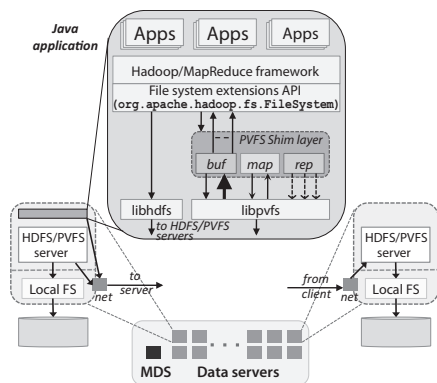 Java
application
Apps
Apps
Apps
Hadoop/MapReduce framework
File system extensions API
(org.apache.hadoop.fs.FileSystem)
PVFS Shim layer
buf
map
rep
libhdfs
libpvfs
to HDFS/PVFS
servers
HDFS/PVFS
server
Local FS
net
to
server
from
client
net
HDFS/PVFS
server
Local FS
. . .
MDS
Data servers